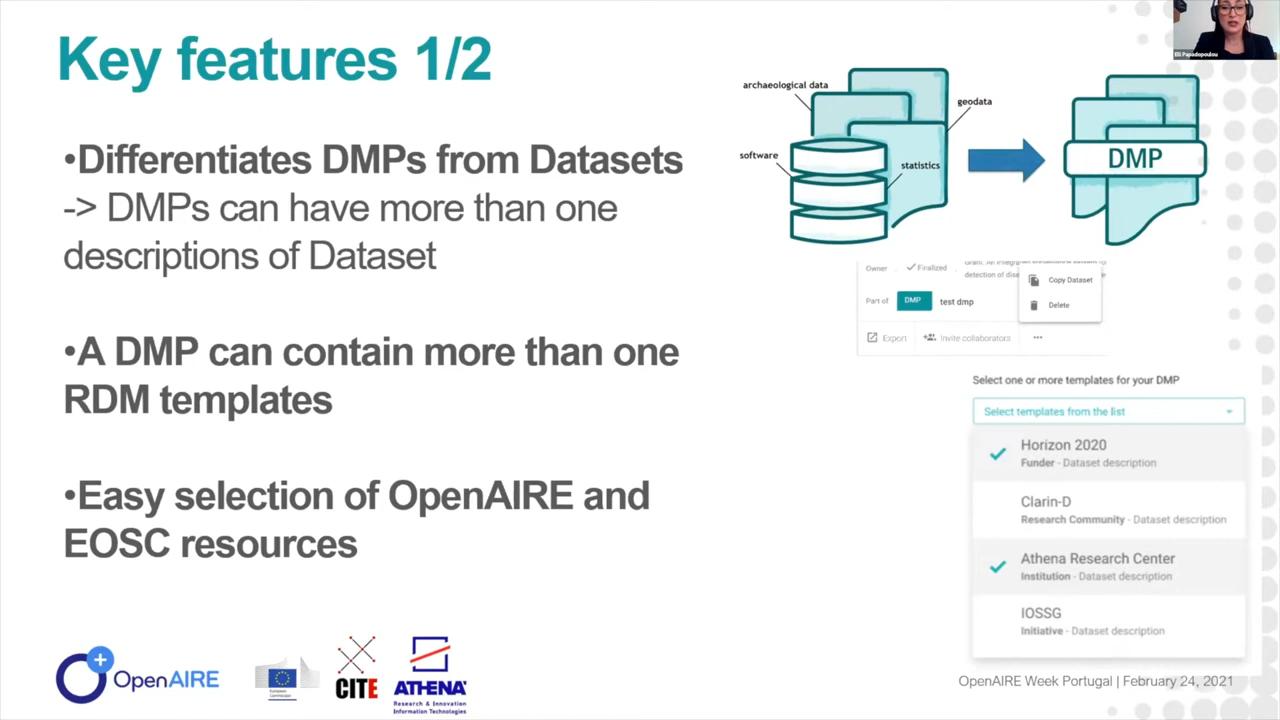 Key features 1/2
Eli Papadopoulou
•Differentiates DMPs from Datasets
-> DMPs can have more than one
descriptions of Dataset
•A DMP can contain more than one
RDM templates
•Easy selection of OpenAIRE and
EOSC resources
archaeological data
geodata
software
statistics
DMP
Owner
Finalized
detection of dise
Copy Dataset
Part of
DMP
test dmp
Delete
Export
Invite collaborators
Select one or more templates for your DMP
Select templates from the list
Horizon 2020
Funder - Dataset description
Clarin-D
Research Community - Dataset description
Athena Research Center
Institution - Dataset description
IOSSG
Initiative - Dataset description
OpenAIRE
European
Commission
CITE
ATHENA
Research & Innovation
Information Technologies
OpenAIRE Week Portugal | February 24, 2021